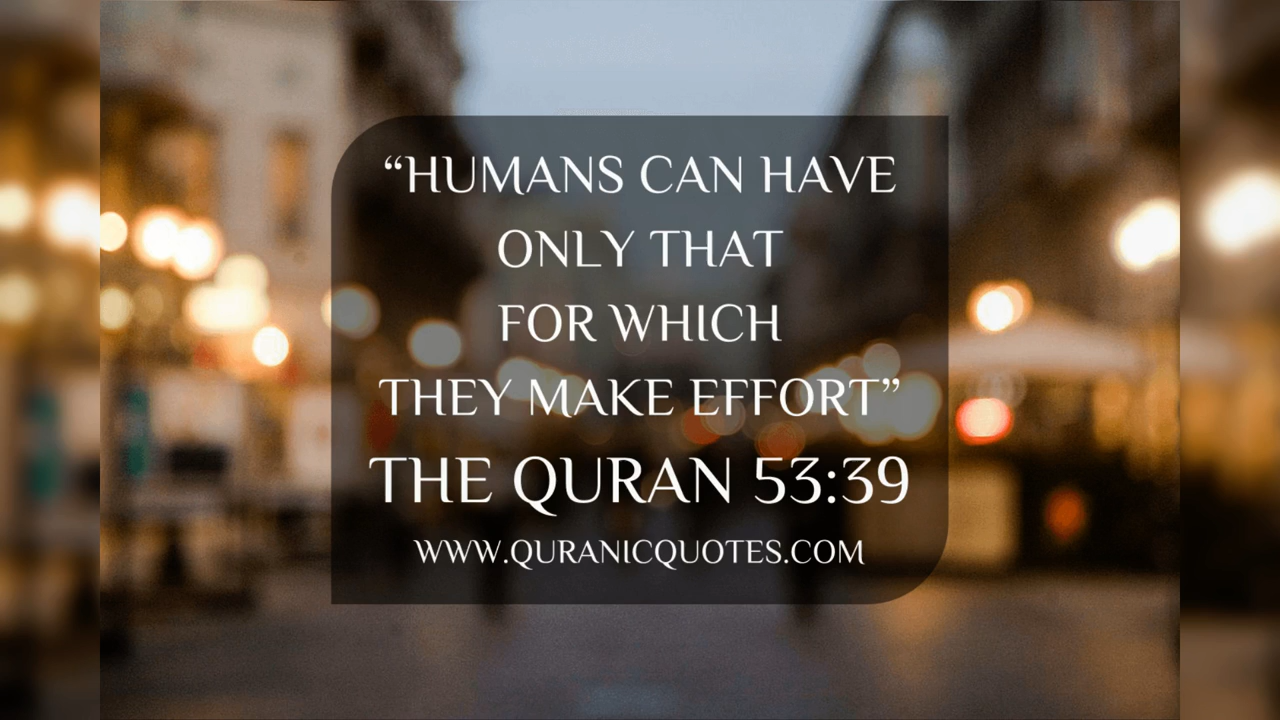 “HUMANS CAN HAVE
ONLY THAT
FOR WHICH
THEY MAKE EFFORT”
THE QURAN 53:39
WWW.QURANICQUOTES.COM